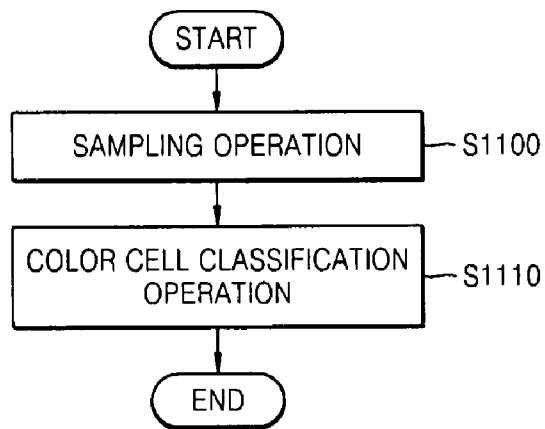 START
SAMPLING OPERATION
S1100
COLOR CELL CLASSIFICATION
OPERATION
S1110
END